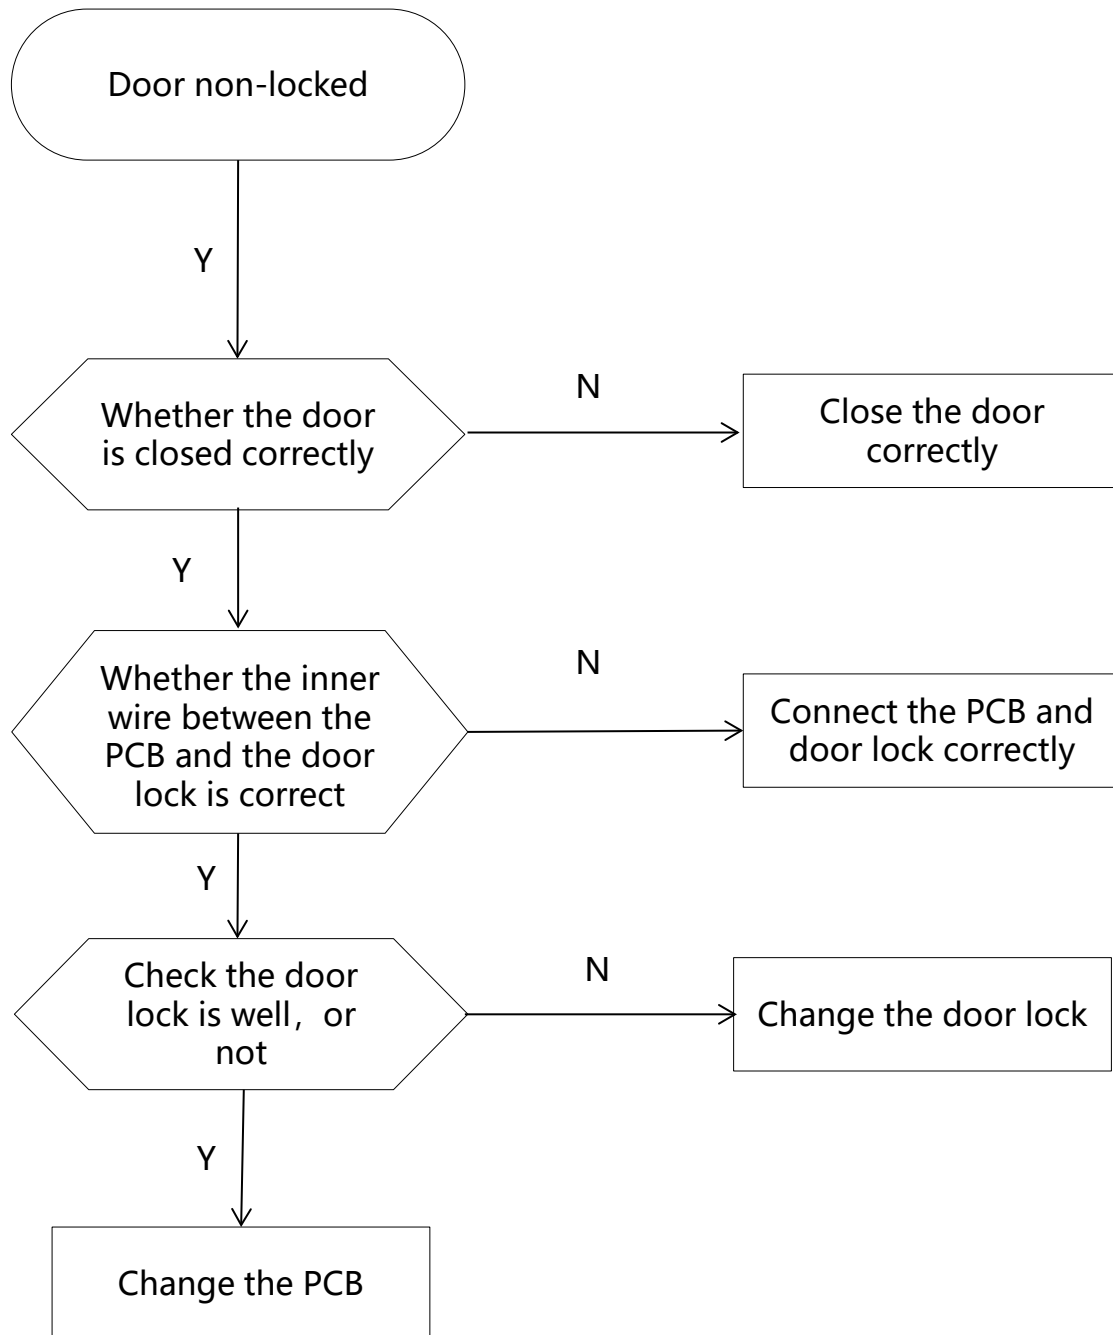 Door non-locked
Y
Whether the door
is closed correctly
N
Close the door
correctly
Y
Whether the inner
wire between the
PCB and the door
lock is correct
N
Connect the PCB and
door lock correctly
Y
Check the door
lock is well，or
not
N
Change the door lock
Y
Change the PCB